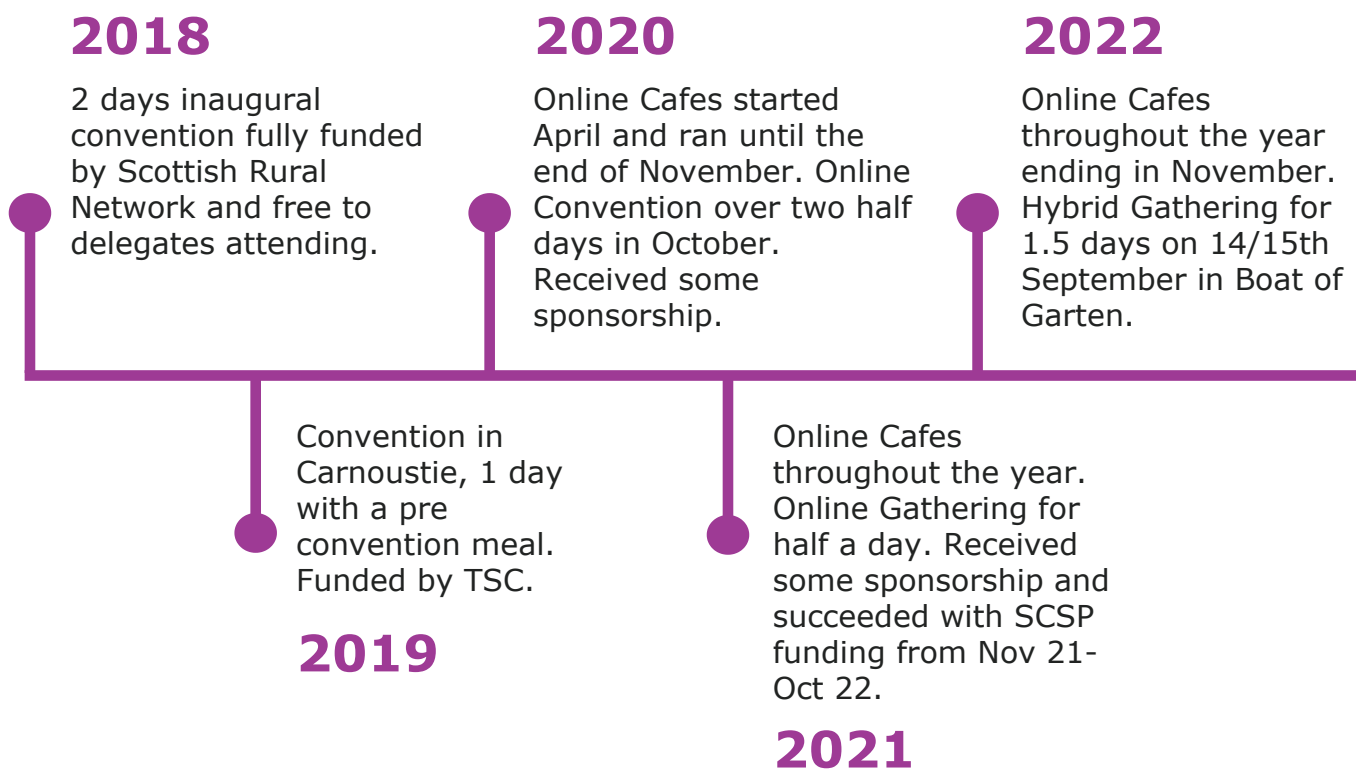 2018
2 days inaugural
convention fully funded
by Scottish Rural
Network and free to
delegates attending.
Convention in
Carnoustie, 1 day
with a pre
convention meal.
Funded by TSC.
2019
2020
Online Cafes started
April and ran until the
end of November. Online
Convention over two half
days in October.
Received some
sponsorship.
Online Cafes
throughout the year.
Online Gathering for
half a day. Received
some sponsorship and
succeeded with SCSP
funding from Nov 21-
Oct 22.
2021
2022
Online Cafes
throughout the year
ending in November.
Hybrid Gathering for
1.5 days on 14/15th
September in Boat of
Garten.